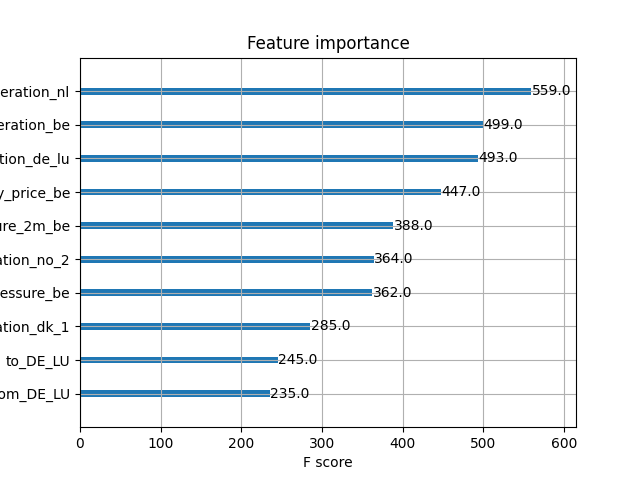 Feature importance
eration_nl 559.0
eration_be 499.0
tion_de_lu 493.0
y_price_be 447.0
ure_2m_be 388.0
ation_no_2 364.0
essure_be 362.0
ation_dk_1 285.0
to_DE_LU 245.0
om_DE_LU 235.0
0 100 200 300 400 500 600
F score